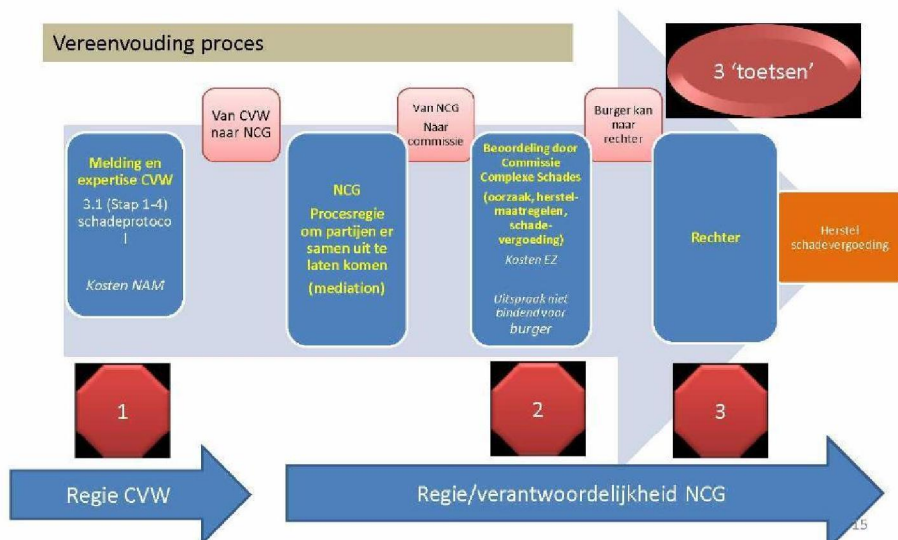 Vereenvouding proces
3 ‘toetsen’
Van CVW
naar NCG
Van NCG
Naar
commissie
Burger kan
naar
rechter
Melding en
expertise CVW
3.1 (Stap 1-4)
schadeprotoco
l
Kosten NAM
NCG
Procesregie
om partijen er
samen uit te
laten komen
(mediation)
Beoordeling door
Commissie
Complexe Schades
(oorzaak, herstel-
maatregelen,
schade-
vergoeding)
Kosten EZ
Uitspraak niet
bindend voor
burger
Rechter
Herstel
schadevergoeding
1
2
3
Regie CVW
Regie/verantwoordelijkheid NCG
15